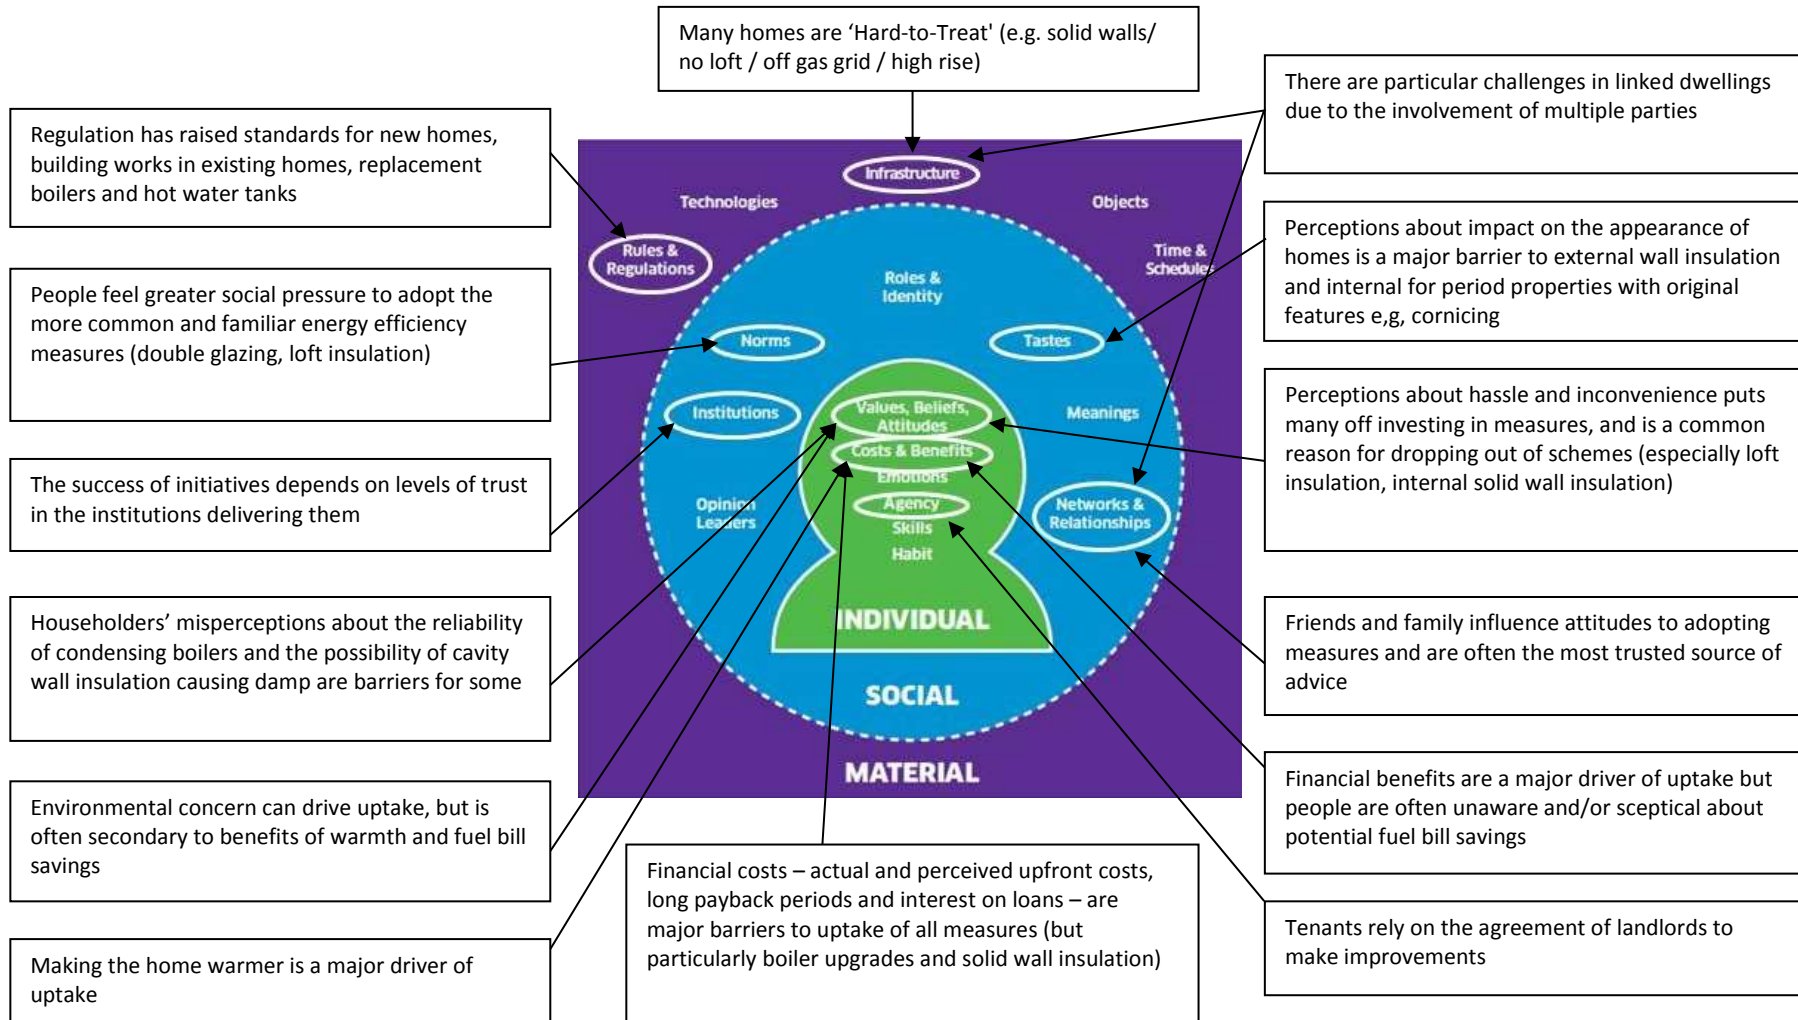 Many homes are ‘Hard-to-Treat' (e.g. solid walls/
no loft / off gas grid / high rise)
There are particular challenges in linked dwellings
due to the involvement of multiple parties
Regulation has raised standards for new homes,
building works in existing homes, replacement
boilers and hot water tanks
Perceptions about impact on the appearance of
homes is a major barrier to external wall insulation
and internal for period properties with original
features e,g, cornicing
People feel greater social pressure to adopt the
more common and familiar energy efficiency
measures (double glazing, loft insulation)
Perceptions about hassle and inconvenience puts
many off investing in measures, and is a common
reason for dropping out of schemes (especially loft
insulation, internal solid wall insulation)
The success of initiatives depends on levels of trust
in the institutions delivering them
Householders’ misperceptions about the reliability
of condensing boilers and the possibility of cavity
wall insulation causing damp are barriers for some
Friends and family influence attitudes to adopting
measures and are often the most trusted source of
advice
Environmental concern can drive uptake, but is
often secondary to benefits of warmth and fuel bill
savings
Financial benefits are a major driver of uptake but
people are often unaware and/or sceptical about
potential fuel bill savings
Making the home warmer is a major driver of
uptake
Financial costs – actual and perceived upfront costs,
long payback periods and interest on loans – are
major barriers to uptake of all measures (but
particularly boiler upgrades and solid wall insulation)
Tenants rely on the agreement of landlords to
make improvements
Infrastructure
Technologies
Objects
Rules &
Regulations
Time &
Schedules
Roles &
Identity
Norms
Tastes
Institutions
Values, Beliefs,
Attitudes
Meanings
Costs & Benefits
Emotions
Agency
Skills
Habit
Opinion
Leaders
Networks &
Relationships
INDIVIDUAL
SOCIAL
MATERIAL